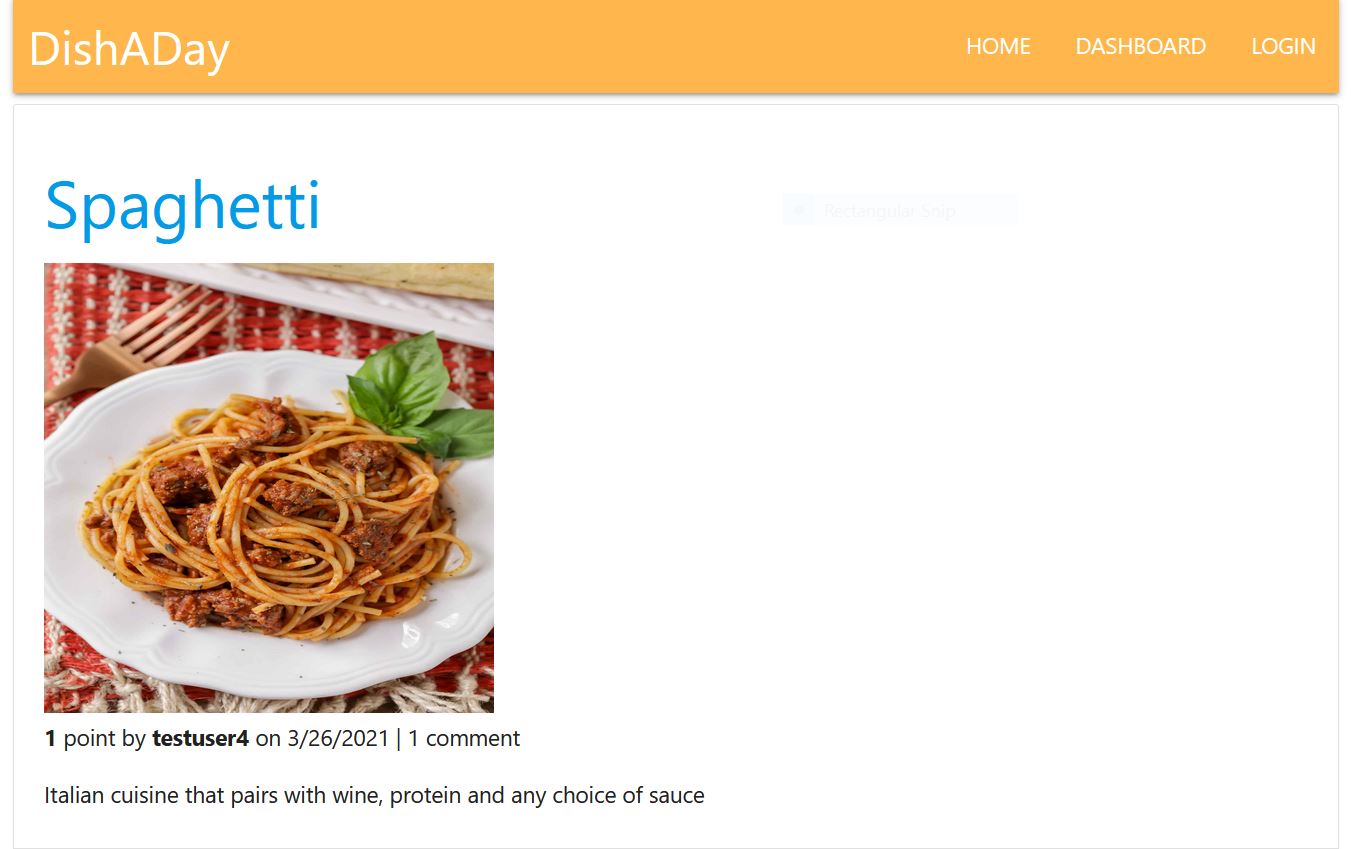 DishADay
HOME DASHBOARD LOGIN
Spaghetti
Rectangular Snip
1 point by testuser4 on 3/26/2021 | 1 comment
Italian cuisine that pairs with wine, protein and any choice of sauce